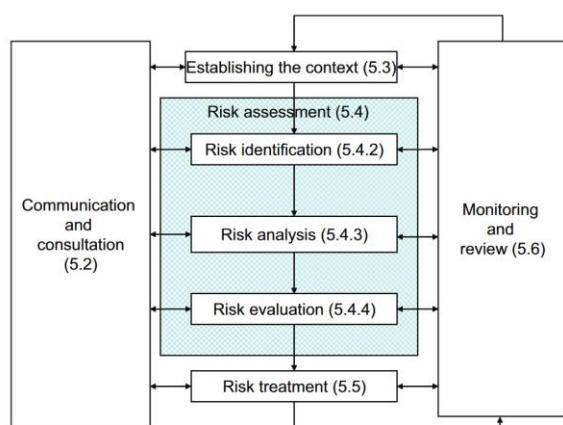 Establishing the context (5.3)
Risk assessment (5.4)
Risk identification (5.4.2)
Communication
and
consultation
(5.2)
Risk analysis (5.4.3)
Monitoring
and
review (5.6)
Risk evaluation (5.4.4)
Risk treatment (5.5)